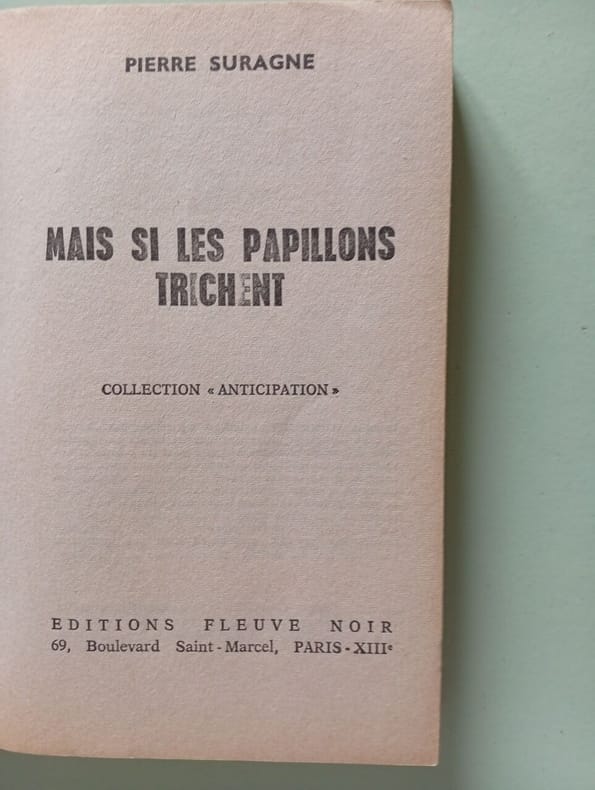 PIERRE SURAGNE
MAIS SI LES PAPILLONS
TRICHENT
COLLECTION « ANTICIPATION »
EDITIONS FLEUVE NOIR
69, Boulevard Saint-Marcel, PARIS-XIIIᵉ